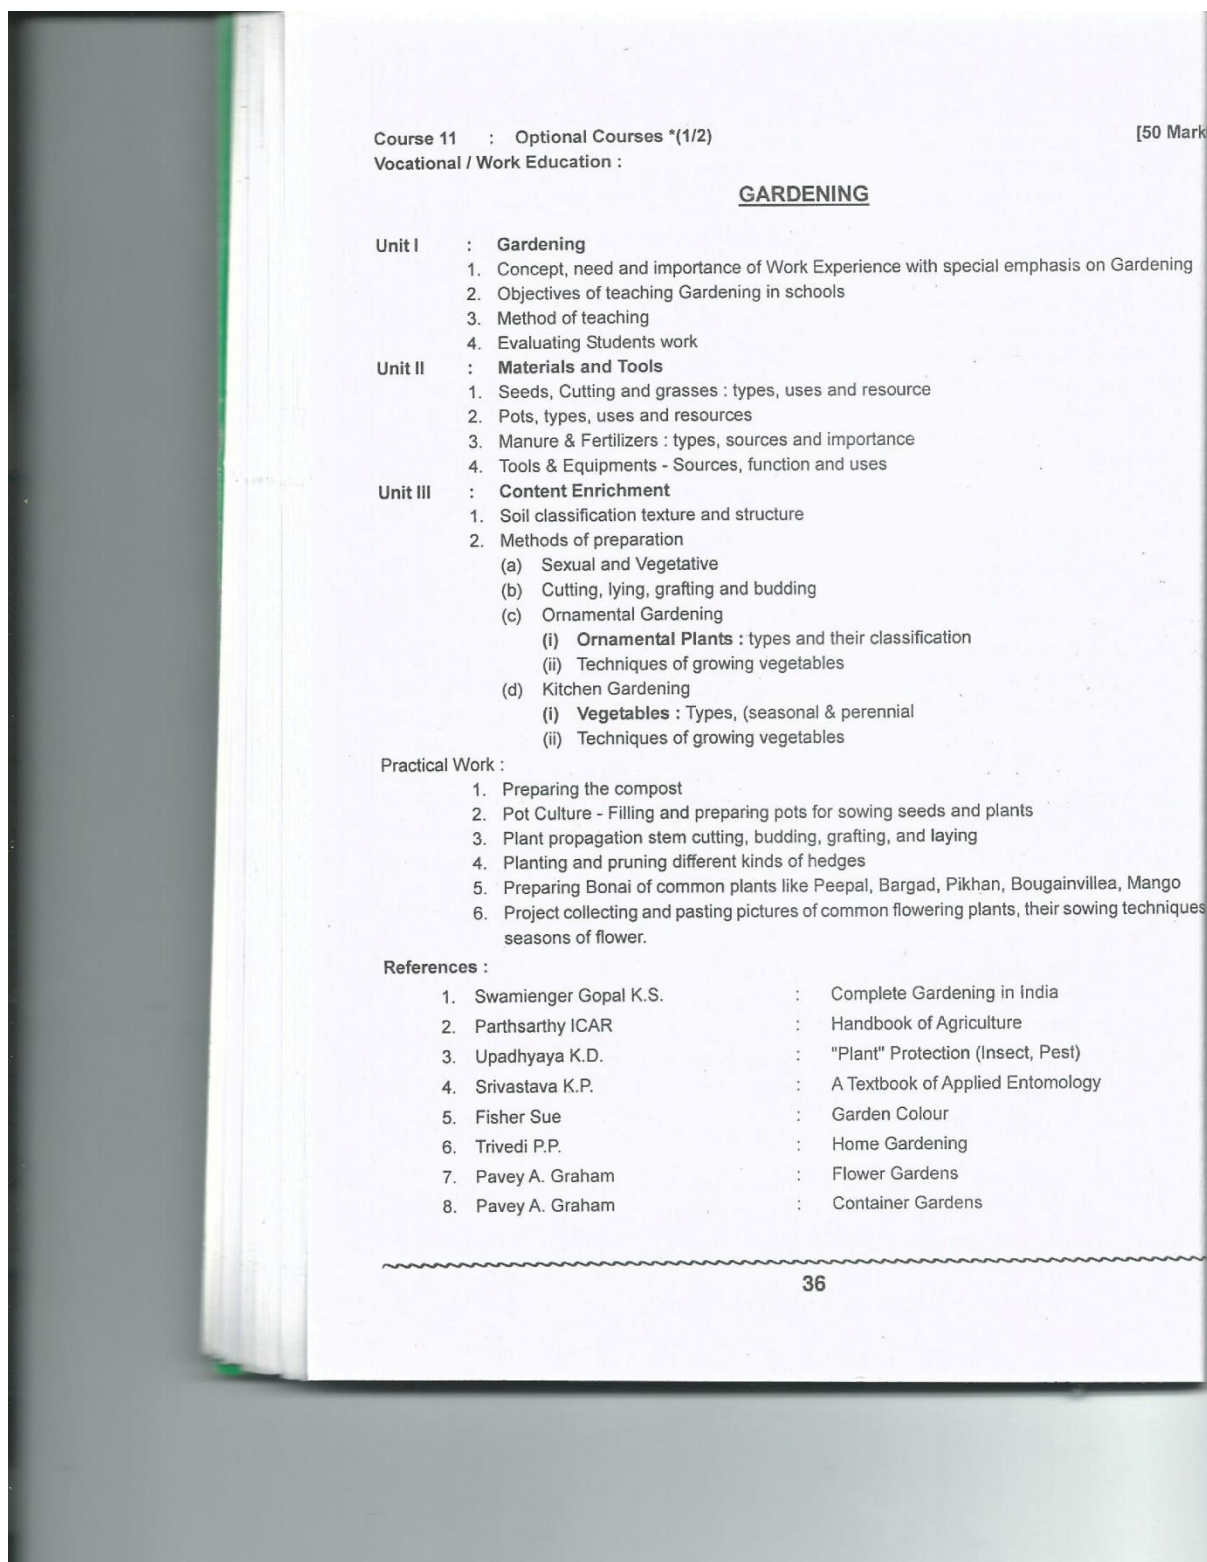 Course 11 : Optional Courses *(1/2) [50 Mark
Vocational / Work Education :
GARDENING
Unit I : Gardening
1. Concept, need and importance of Work Experience with special emphasis on Gardening
2. Objectives of teaching Gardening in schools
3. Method of teaching
4. Evaluating Students work
Unit II : Materials and Tools
1. Seeds, Cutting and grasses : types, uses and resource
2. Pots, types, uses and resources
3. Manure & Fertilizers : types, sources and importance
4. Tools & Equipments - Sources, function and uses
Unit III : Content Enrichment
1. Soil classification texture and structure
2. Methods of preparation
(a) Sexual and Vegetative
(b) Cutting, lying, grafting and budding
(c) Ornamental Gardening
(i) Ornamental Plants : types and their classification
(ii) Techniques of growing vegetables
(d) Kitchen Gardening
(i) Vegetables : Types, (seasonal & perennial
(ii) Techniques of growing vegetables
Practical Work :
1. Preparing the compost
2. Pot Culture - Filling and preparing pots for sowing seeds and plants
3. Plant propagation stem cutting, budding, grafting, and laying
4. Planting and pruning different kinds of hedges
5. Preparing Bonai of common plants like Peepal, Bargad, Pikhan, Bougainvillea, Mango
6. Project collecting and pasting pictures of common flowering plants, their sowing techniques
seasons of flower.
References :
1. Swamienger Gopal K.S. : Complete Gardening in India
2. Parthsarthy ICAR : Handbook of Agriculture
3. Upadhyaya K.D. : "Plant" Protection (Insect, Pest)
4. Srivastava K.P. : A Textbook of Applied Entomology
5. Fisher Sue : Garden Colour
6. Trivedi P.P. : Home Gardening
7. Pavey A. Graham : Flower Gardens
8. Pavey A. Graham : Container Gardens
36